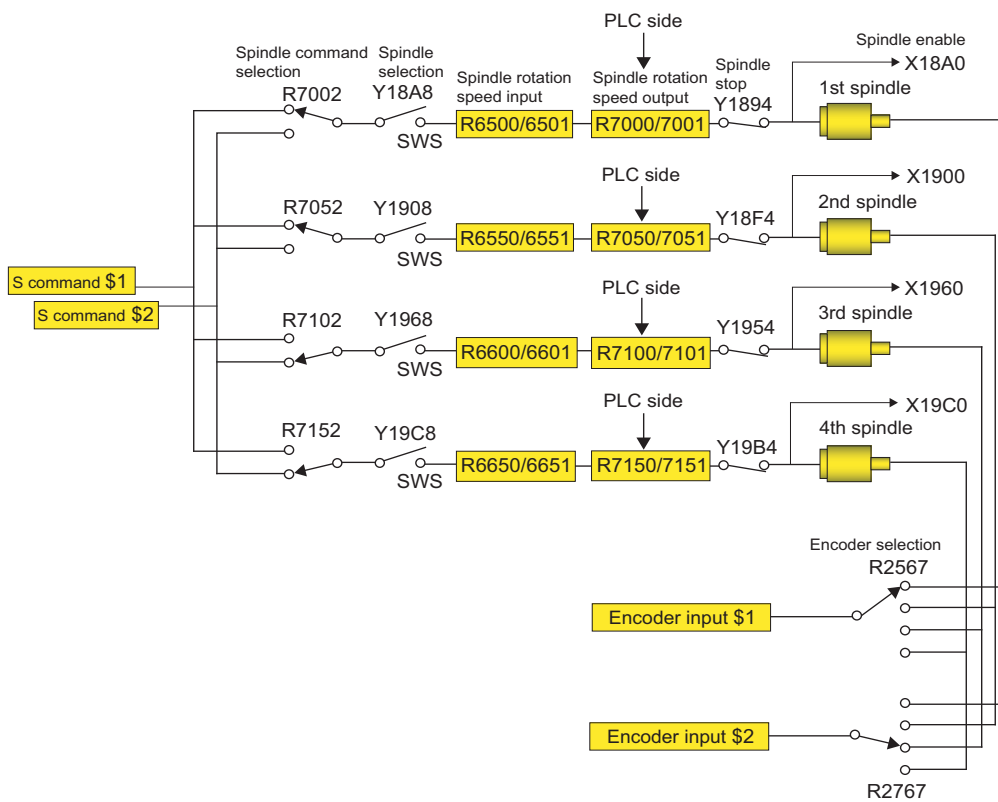 PLC side
Spindle command
selection
Spindle
selection
Spindle rotation
speed input
Spindle rotation
speed output
Spindle
stop
Spindle enable
R7002
Y18A8
SWS
R6500/6501
R7000/7001
Y1894
X18A0
1st spindle
PLC side
R7052
Y1908
SWS
R6550/6551
R7050/7051
Y18F4
X1900
2nd spindle
S command $1
S command $2
PLC side
R7102
Y1968
SWS
R6600/6601
R7100/7101
Y1954
X1960
3rd spindle
PLC side
R7152
Y19C8
SWS
R6650/6651
R7150/7151
Y19B4
X19C0
4th spindle
Encoder selection
R2567
Encoder input $1
Encoder input $2
R2767